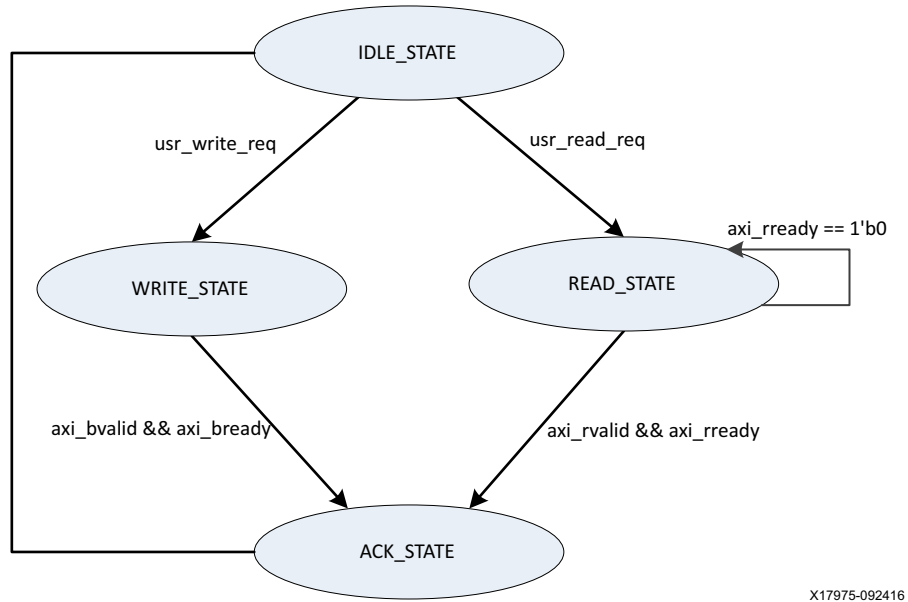 IDLE_STATE
usr_write_req
usr_read_req
axi_rready == 1'b0
WRITE_STATE
READ_STATE
axi_bvalid && axi_bready
axi_rvalid && axi_rready
ACK_STATE
X17975-092416